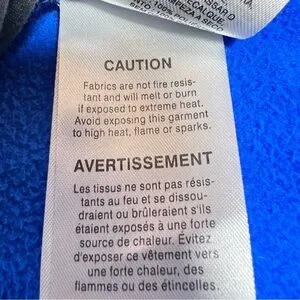 CAUTION
Fabrics are not fire resis-
tant and will melt or burn
if exposed to extreme heat.
Avoid exposing this garment
to high heat, flame or sparks.
AVERTISSEMENT
Les tissus ne sont pas résis-
tants au feu et se dissou-
draient ou brûleraient s'ils
étaient exposés à une forte
source de chaleur. Évitez
d'exposer ce vêtement vers
une forte chaleur, des
flammes ou des étincelles.